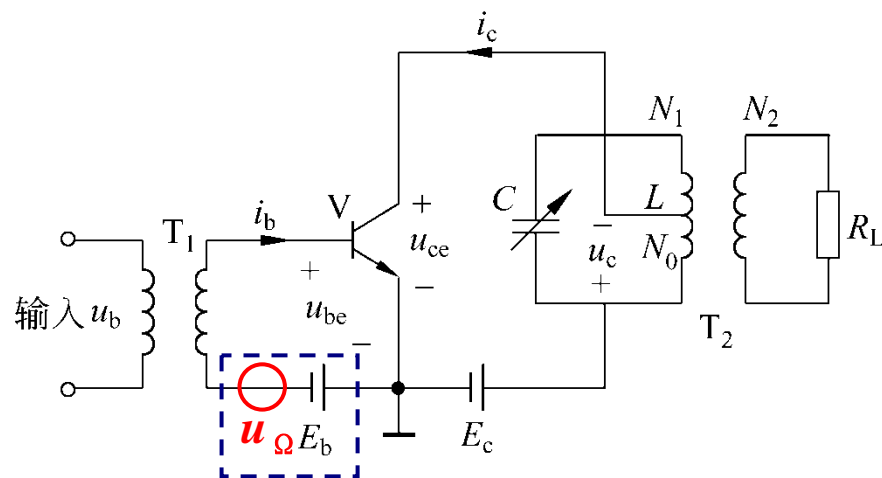 i_c
N_1
N_2
C
L
R_L
V
+
u_ce
−
−
u_c
+
N_0
T_2
T_1
i_b
+
u_be
−
输入 u_b
u_Ω
E_b
E_c